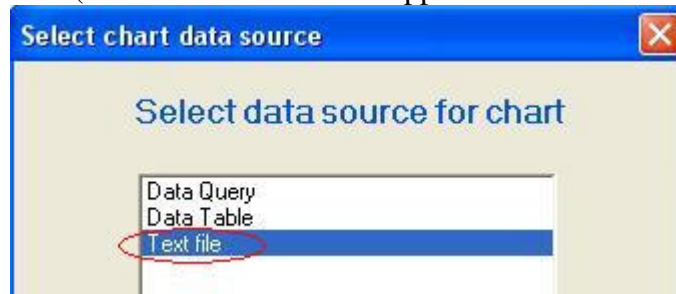 Select chart data source
Select data source for chart
Data Query
Data Table
Text file